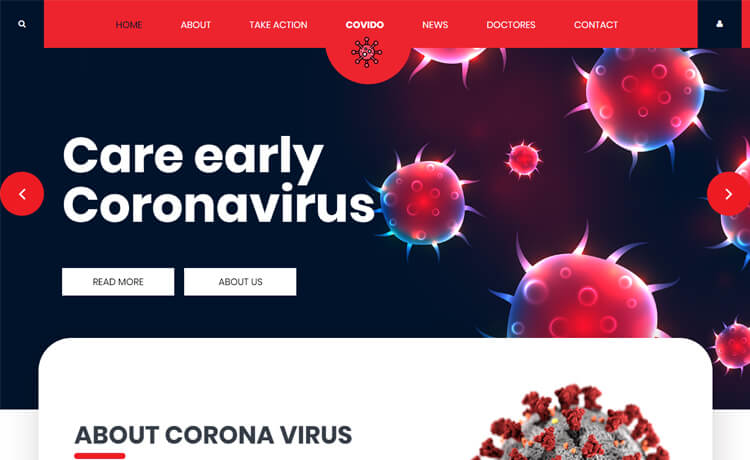 HOME ABOUT TAKE ACTION COVIDO NEWS DOCTORES CONTACT
Care early
Coronavirus
READ MORE ABOUT US
ABOUT CORONA VIRUS